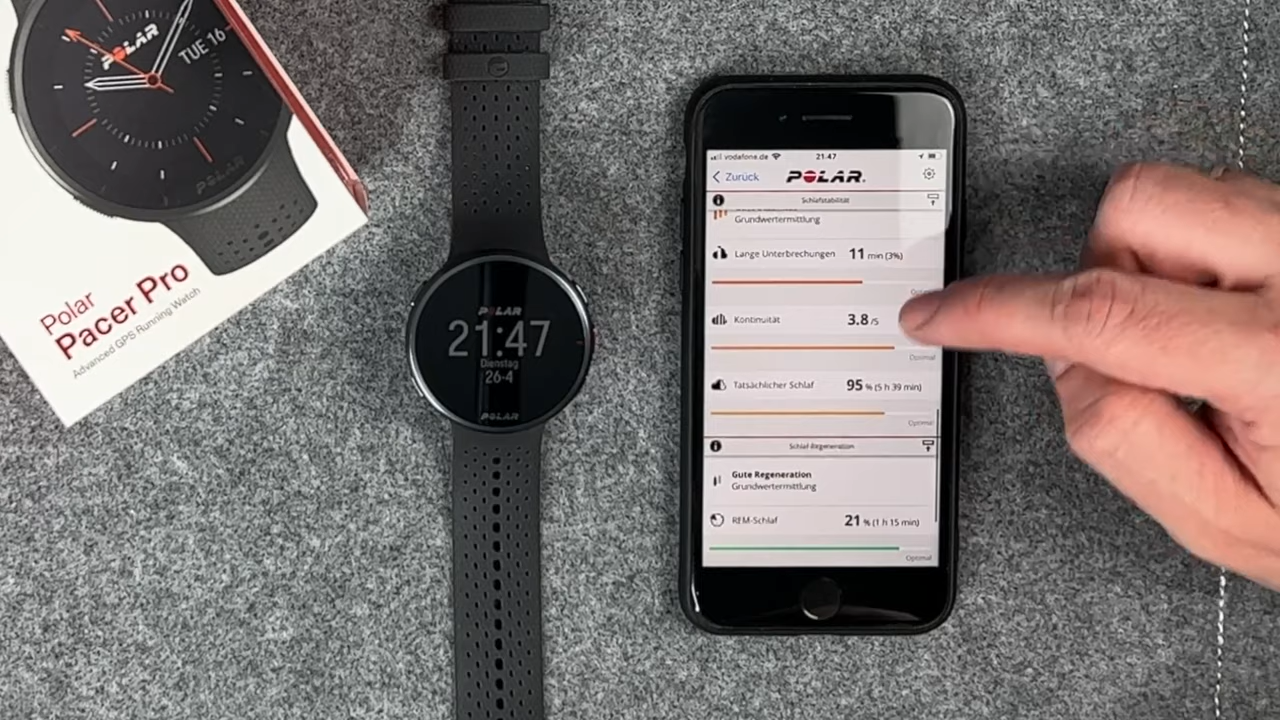 POLAR
TUE 16
POLAR
Polar
Pacer Pro
Advanced GPS Running Watch
POLAR
21:47
Dienstag
26-4
POLAR
vodafone.de 21:47
Zurück POLAR
Schlafstabilität
Grundwertermittlung
Lange Unterbrechungen 11 min (3%)
Kontinuität 3.8 /5
Optimal
Tatsächlicher Schlaf 95 % (5 h 39 min)
Optimal
Schlaf-Regeneration
Gute Regeneration
Grundwertermittlung
REM-Schlaf 21 % (1 h 15 min)
Optimal